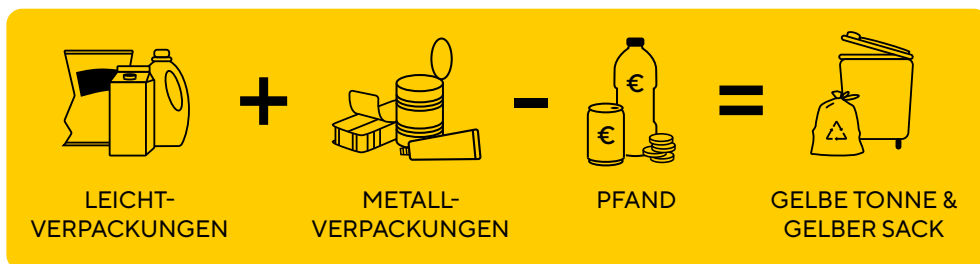 +
-
=
€
€
LEICHT-
VERPACKUNGEN
METALL-
VERPACKUNGEN
PFAND
GELBE TONNE &
GELBER SACK